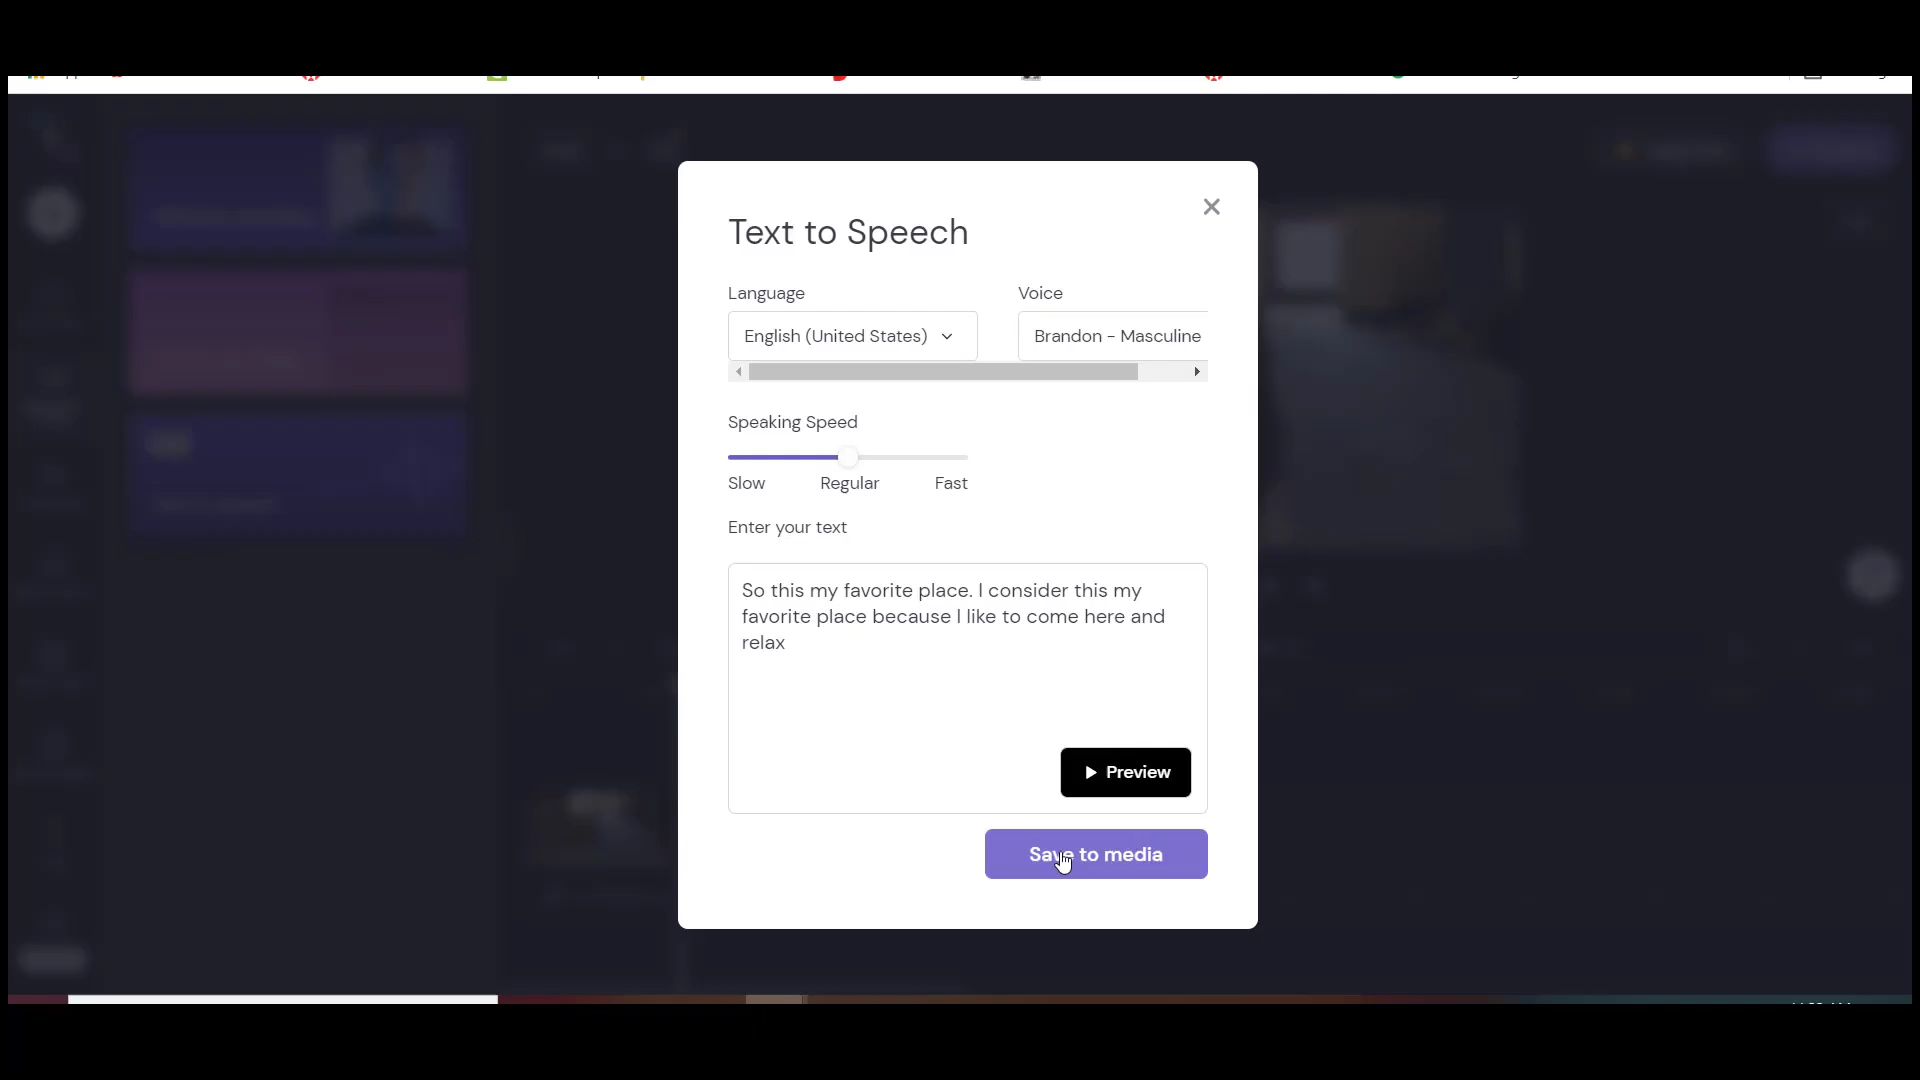 Text to Speech
Language
Voice
English (United States)
Brandon - Masculine
Speaking Speed
Slow
Regular
Fast
Enter your text
So this my favorite place. I consider this my
favorite place because I like to come here and
relax
Preview
Save to media